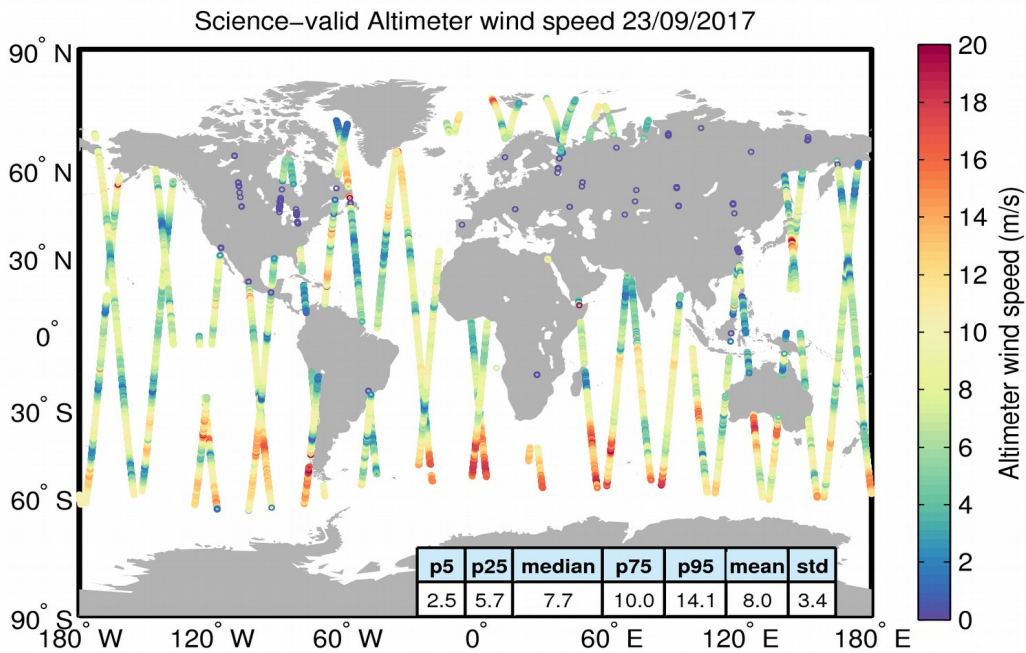 Science-valid Altimeter wind speed 23/09/2017
90° N
60° N
30° N
0°
30° S
60° S
90° S
180° W
120° W
60° W
0°
60° E
120° E
180° E
p5 p25 median p75 p95 mean std
2.5 5.7 7.7 10.0 14.1 8.0 3.4
20
18
16
14
12
10
8
6
4
2
0
Altimeter wind speed (m/s)